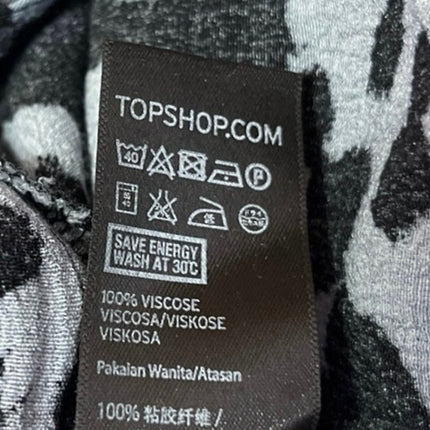 TOPSHOP.COM
40
P
SAVE ENERGY
WASH AT 30°C
100% VISCOSE
VISCOSA/VISKOSE
VISKOSA
Pakaian Wanita/Atasan
100% 粘胶纤维 /